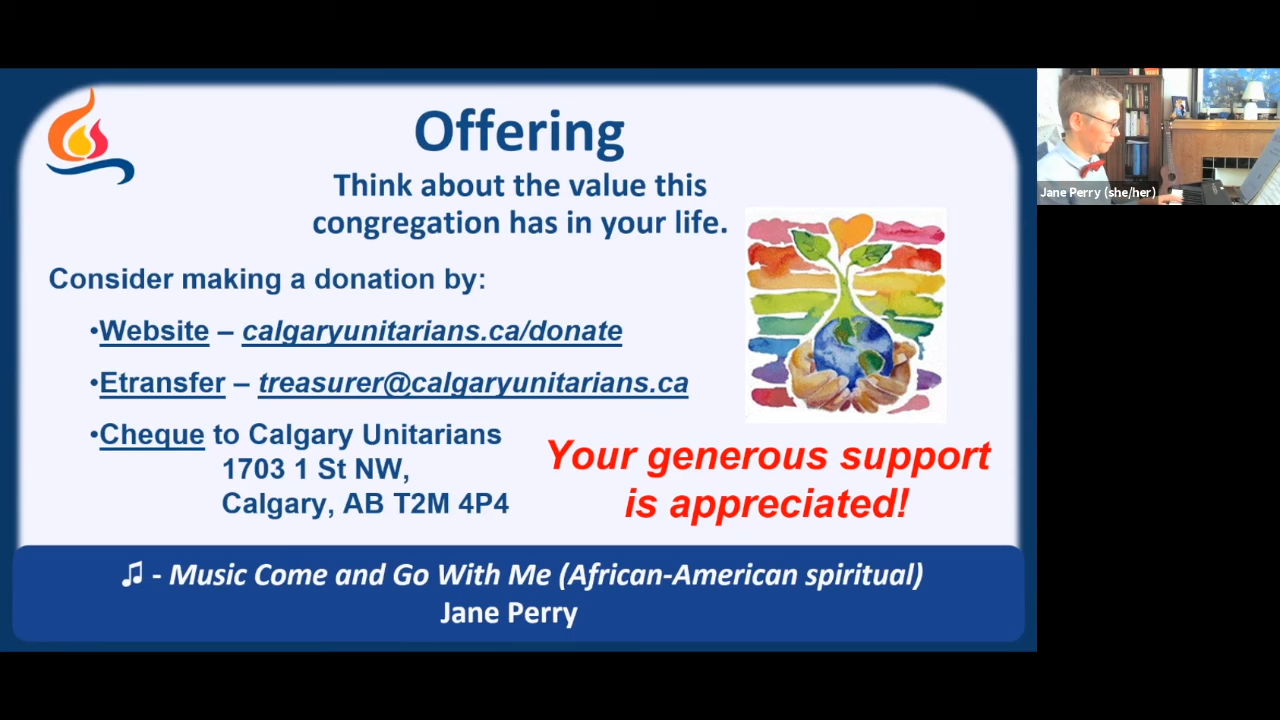 Offering
Think about the value this
congregation has in your life.
Consider making a donation by:
•Website – calgaryunitarians.ca/donate
•Etransfer – treasurer@calgaryunitarians.ca
•Cheque to Calgary Unitarians
1703 1 St NW,
Calgary, AB T2M 4P4
Your generous support
is appreciated!
♫ - Music Come and Go With Me (African-American spiritual)
Jane Perry
Jane Perry (she/her)